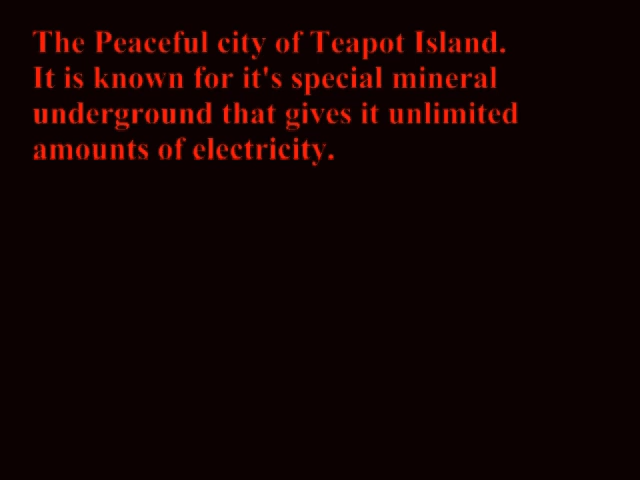 The Peaceful city of Teapot Island.
It is known for it's special mineral
underground that gives it unlimited
amounts of electricity.